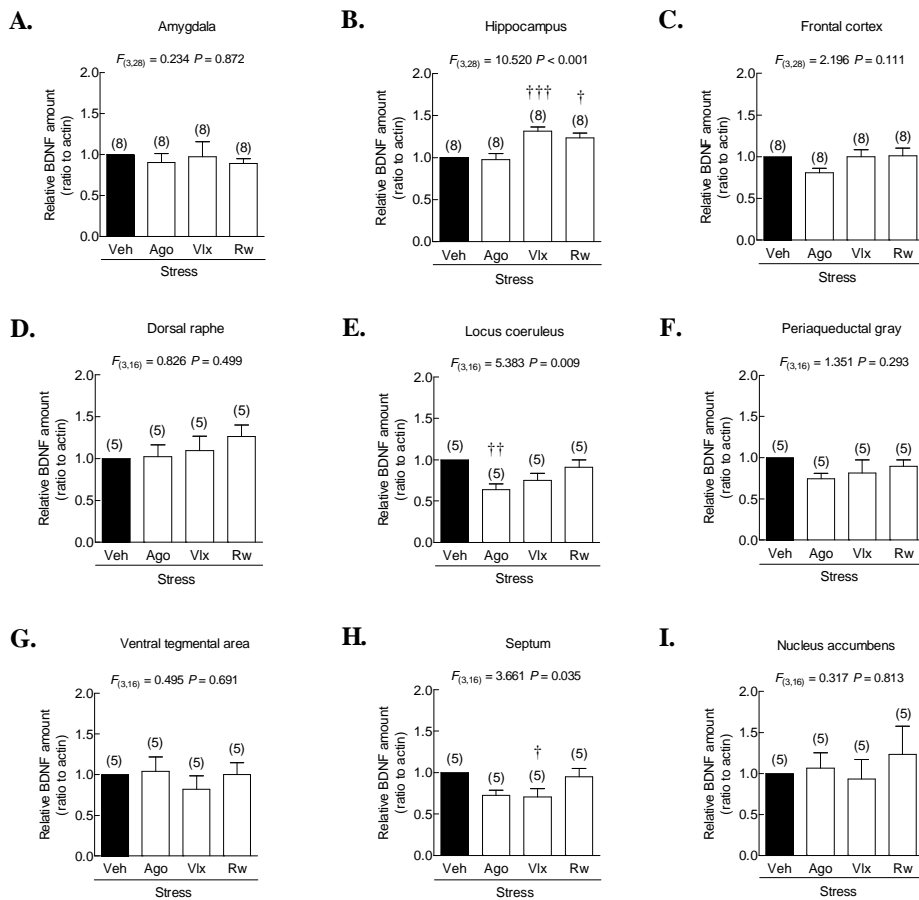 A.
Amygdala
F(3,28) = 0.234 P = 0.872
Relative BDNF amount
(ratio to actin)
2.0
1.5
1.0
0.5
0.0
(8) (8) (8) (8)
Veh Ago Vlx Rw
Stress
B.
Hippocampus
F(3,28) = 10.520 P < 0.001
Relative BDNF amount
(ratio to actin)
2.0
1.5
1.0
0.5
0.0
††† †
(8) (8) (8) (8)
Veh Ago Vlx Rw
Stress
C.
Frontal cortex
F(3,28) = 2.196 P = 0.111
Relative BDNF amount
(ratio to actin)
2.0
1.5
1.0
0.5
0.0
(8) (8) (8) (8)
Veh Ago Vlx Rw
Stress
D.
Dorsal raphe
F(3,16) = 0.826 P = 0.499
Relative BDNF amount
(ratio to actin)
2.0
1.5
1.0
0.5
0.0
(5) (5) (5) (5)
Veh Ago Vlx Rw
Stress
E.
Locus coeruleus
F(3,16) = 5.383 P = 0.009
Relative BDNF amount
(ratio to actin)
2.0
1.5
1.0
0.5
0.0
††
(5) (5) (5) (5)
Veh Ago Vlx Rw
Stress
F.
Periaqueductal gray
F(3,16) = 1.351 P = 0.293
Relative BDNF amount
(ratio to actin)
2.0
1.5
1.0
0.5
0.0
(5) (5) (5) (5)
Veh Ago Vlx Rw
Stress
G.
Ventral tegmental area
F(3,16) = 0.495 P = 0.691
Relative BDNF amount
(ratio to actin)
2.0
1.5
1.0
0.5
0.0
(5) (5) (5) (5)
Veh Ago Vlx Rw
Stress
H.
Septum
F(3,16) = 3.661 P = 0.035
Relative BDNF amount
(ratio to actin)
2.0
1.5
1.0
0.5
0.0
†
(5) (5) (5) (5)
Veh Ago Vlx Rw
Stress
I.
Nucleus accumbens
F(3,16) = 0.317 P = 0.813
Relative BDNF amount
(ratio to actin)
2.0
1.5
1.0
0.5
0.0
(5) (5) (5) (5)
Veh Ago Vlx Rw
Stress